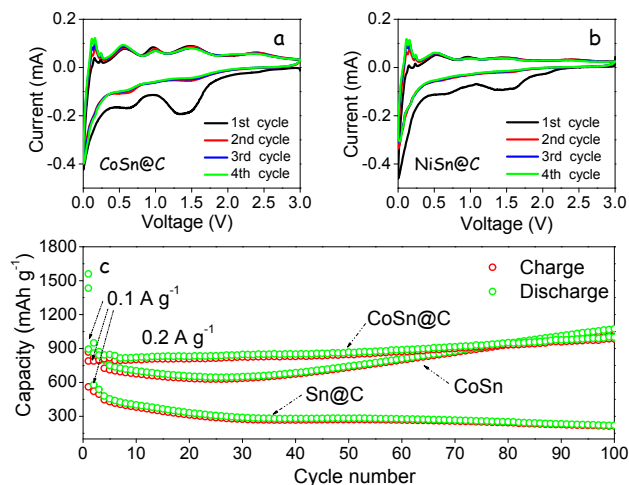 a
b
0.2
0.0
-0.2
-0.4
Current (mA)
1st cycle
2nd cycle
3rd cycle
4th cycle
CoSn@C
0.0 0.5 1.0 1.5 2.0 2.5 3.0
Voltage (V)
0.2
0.0
-0.2
-0.4
Current (mA)
1st cycle
2nd cycle
3rd cycle
4th cycle
NiSn@C
0.0 0.5 1.0 1.5 2.0 2.5 3.0
Voltage (V)
1800
1500
1200
900
600
300
Capacity (mAh g⁻¹)
c
0.1 A g⁻¹
0.2 A g⁻¹
Charge
Discharge
CoSn@C
CoSn
Sn@C
0 10 20 30 40 50 60 70 80 90 100
Cycle number